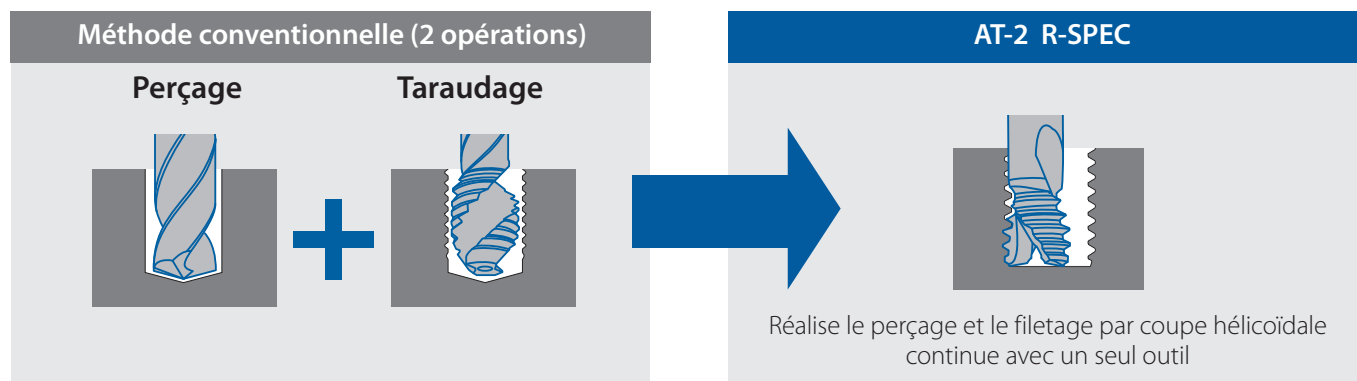 Méthode conventionnelle (2 opérations)
Perçage
Taraudage
AT-2 R-SPEC
Réalise le perçage et le filetage par coupe hélicoïdale
continue avec un seul outil